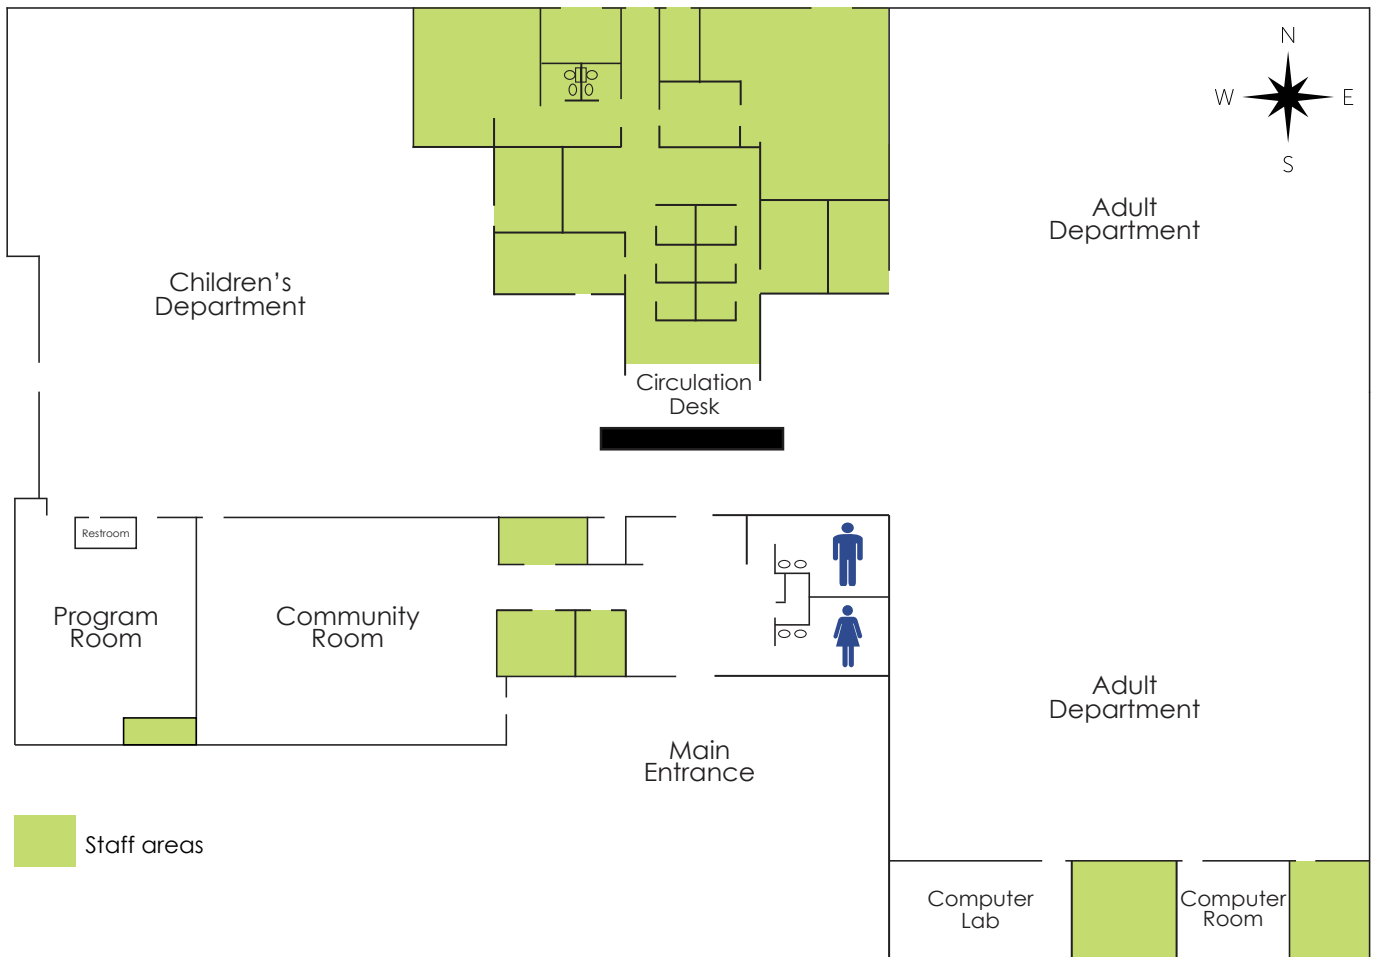 N
W
E
S
Adult
Department
Children’s
Department
Circulation
Desk
Restroom
Program
Room
Community
Room
Adult
Department
Main
Entrance
Staff areas
Computer
Lab
Computer
Room